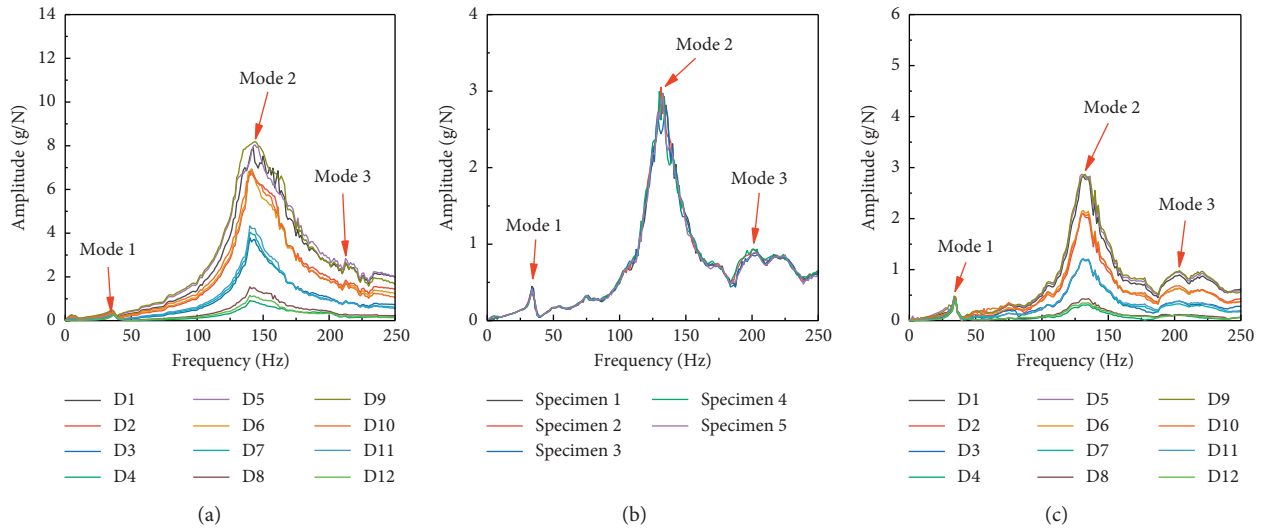 Amplitude (g/N)
14
12
10
8
6
4
2
0
Mode 1
Mode 2
Mode 3
0 50 100 150 200 250
Frequency (Hz)
D1 D5 D9
D2 D6 D10
D3 D7 D11
D4 D8 D12
(a)
Amplitude (g/N)
4
3
2
1
0
Mode 1
Mode 2
Mode 3
0 50 100 150 200 250
Frequency (Hz)
Specimen 1 Specimen 4
Specimen 2 Specimen 5
Specimen 3
(b)
Amplitude (g/N)
6
5
4
3
2
1
0
Mode 1
Mode 2
Mode 3
0 50 100 150 200 250
Frequency (Hz)
D1 D5 D9
D2 D6 D10
D3 D7 D11
D4 D8 D12
(c)